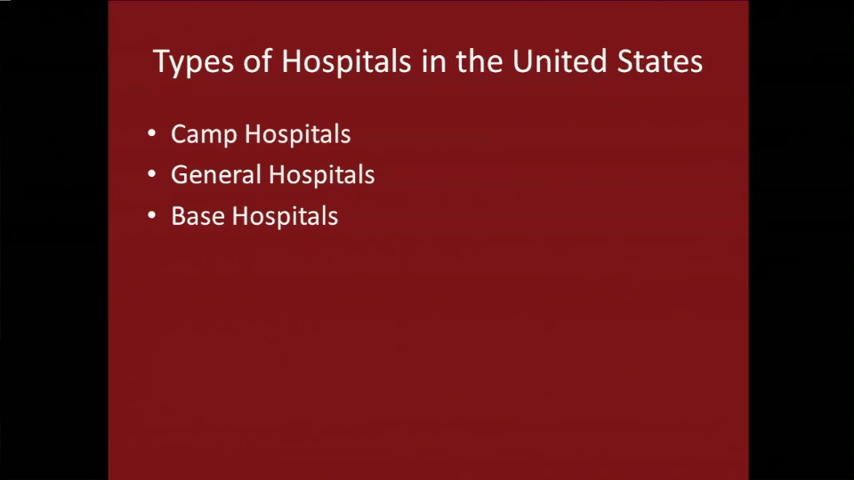 Types of Hospitals in the United States
• Camp Hospitals
• General Hospitals
• Base Hospitals